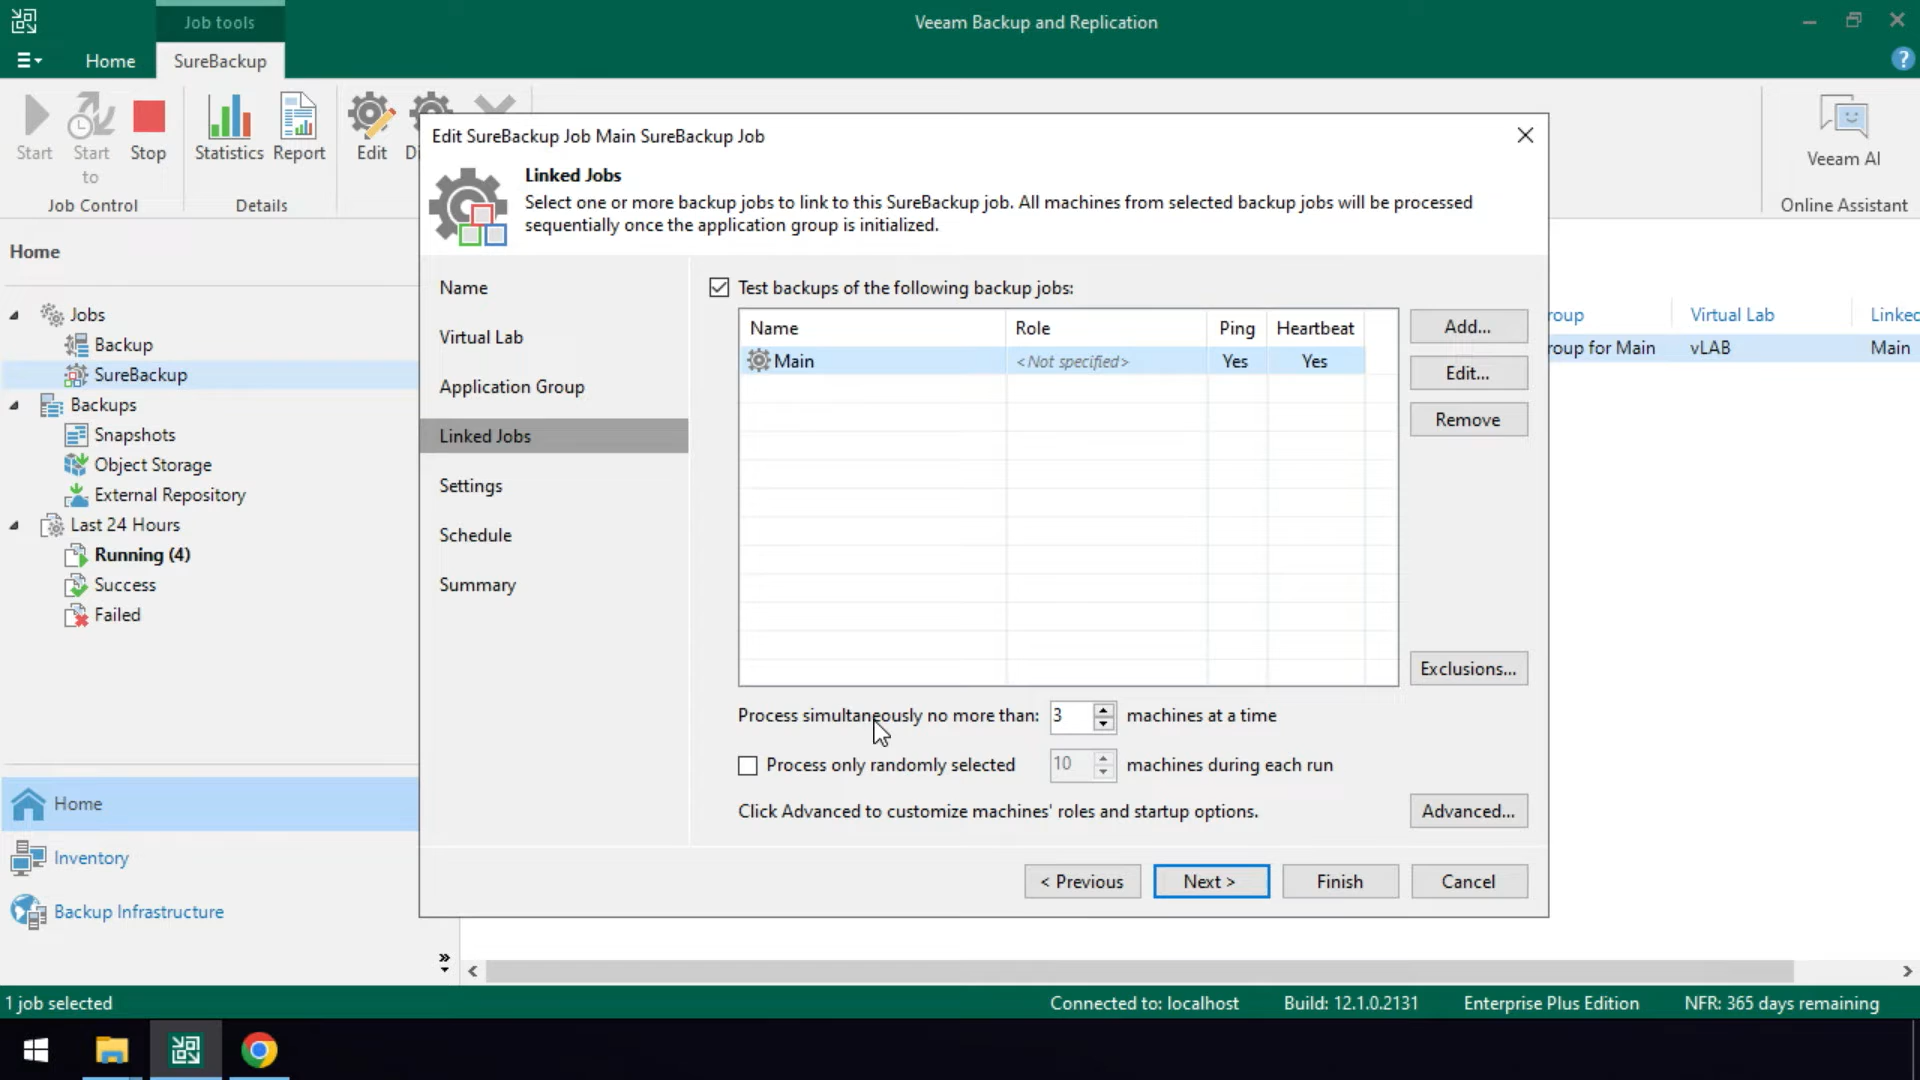 Job tools
Veeam Backup and Replication
Home
SureBackup
Start
Start
to
Stop
Job Control
Statistics
Report
Details
Edit
Veeam AI
Online Assistant
Home
Jobs
Backup
SureBackup
Backups
Snapshots
Object Storage
External Repository
Last 24 Hours
Running (4)
Success
Failed
Home
Inventory
Backup Infrastructure
Edit SureBackup Job Main SureBackup Job
Linked Jobs
Select one or more backup jobs to link to this SureBackup job. All machines from selected backup jobs will be processed
sequentially once the application group is initialized.
Name
Virtual Lab
Application Group
Linked Jobs
Settings
Schedule
Summary
Test backups of the following backup jobs:
Name Role Ping Heartbeat
Main <Not specified> Yes Yes
Add...
Edit...
Remove
Exclusions...
Process simultaneously no more than: 3 machines at a time
Process only randomly selected 10 machines during each run
Click Advanced to customize machines' roles and startup options.
Advanced...
< Previous
Next >
Finish
Cancel
roup Virtual Lab Linked
roup for Main vLAB Main
1 job selected
Connected to: localhost
Build: 12.1.0.2131
Enterprise Plus Edition
NFR: 365 days remaining